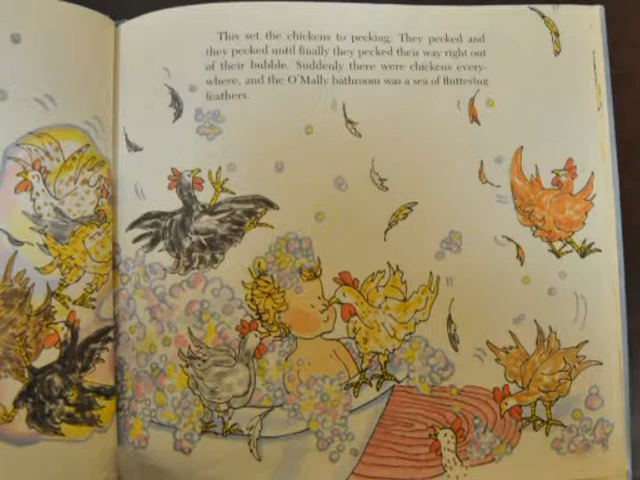 This set the chickens to pecking. They pecked and
they pecked until finally they pecked their way right out
of their bubble. Suddenly there were chickens every-
where, and the O'Mally bathroom was a sea of fluttering
feathers.